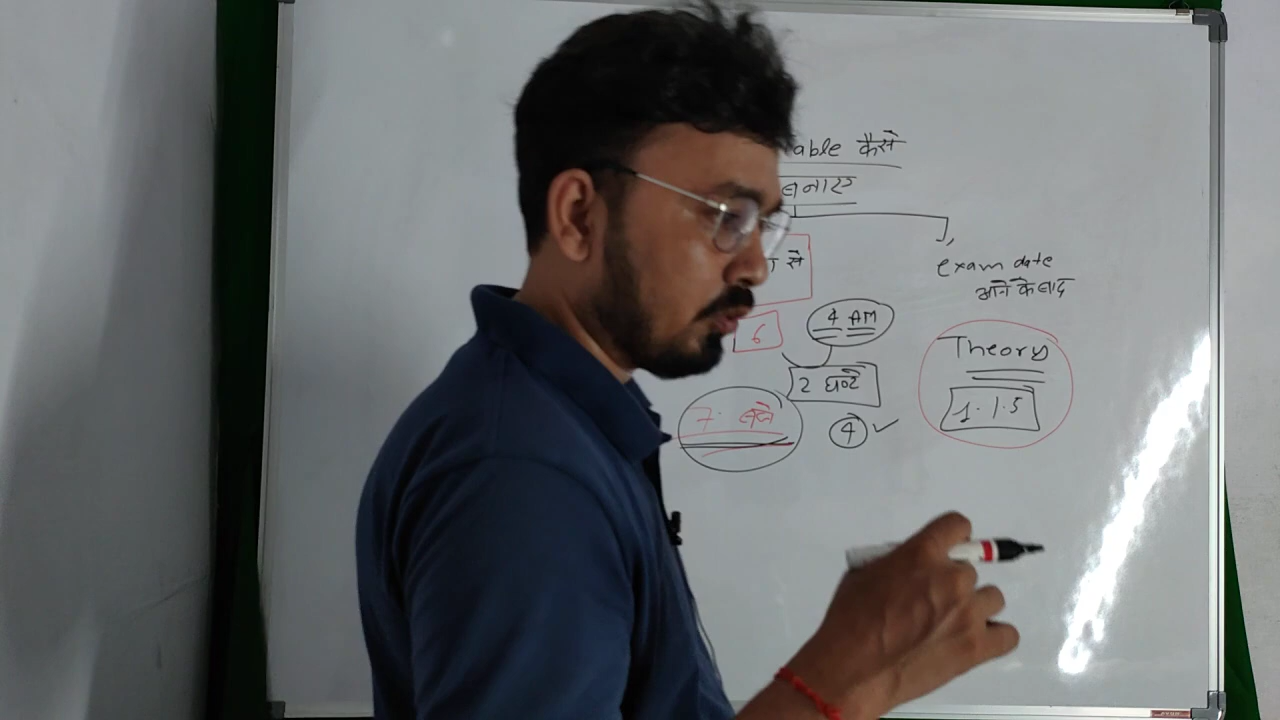 able कैसे
बनाए
से
exam date
आने के बाद
6
4 AM
Theory
2 घण्टे
1.1.5
7. बजे
4